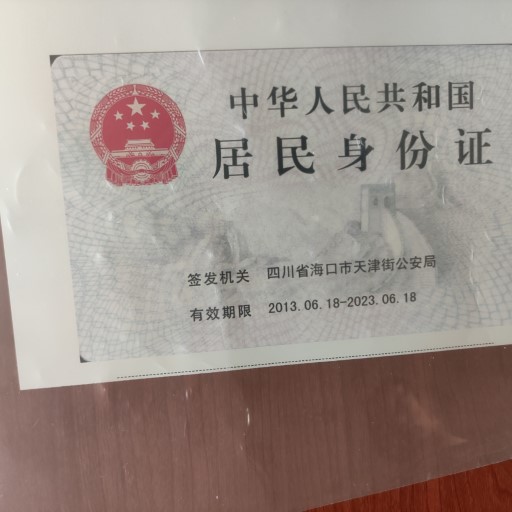 中华人民共和国
居民身份证
签发机关 四川省海口市天津街公安局
有效期限 2013.06.18-2023.06.18